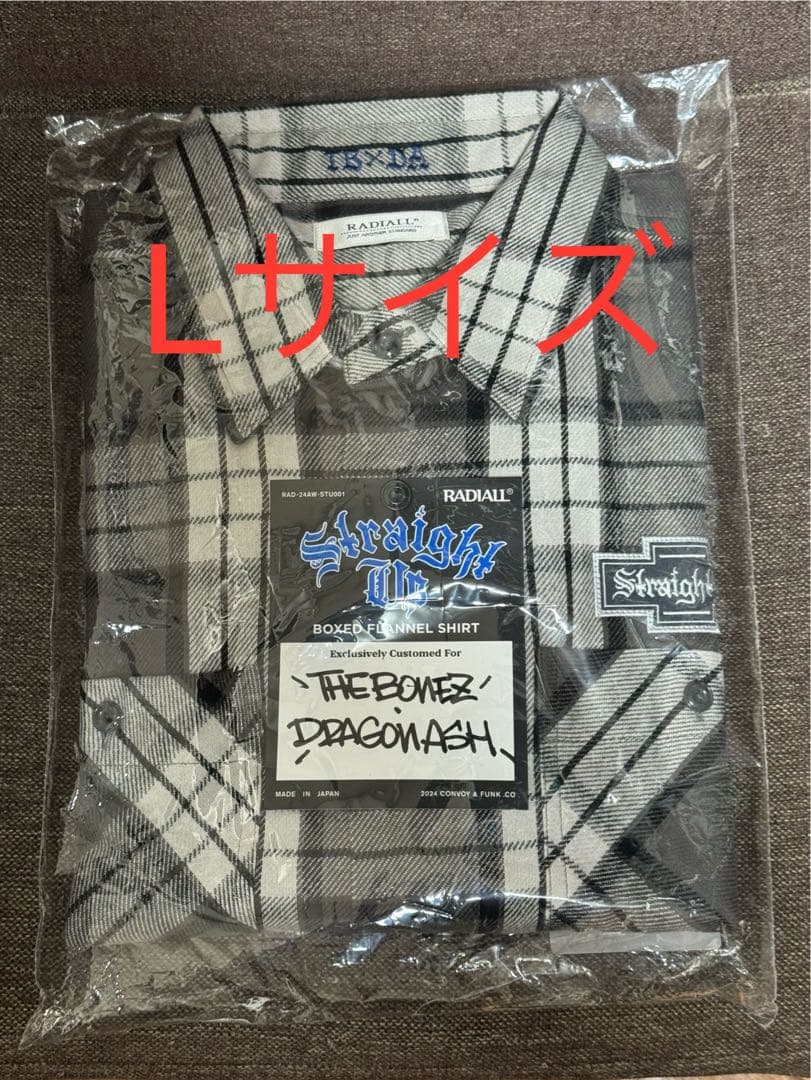 TB×DA
RADIALL®
JUST ANOTHER STANDARD
Lサイズ
RAD-24AW-STU001
RADIALL®
Straight
Up
BOXED FLANNEL SHIRT
Straight
Exclusively Customed For
THE BONEZ
DRAGON ASH
MADE IN JAPAN
2024 CONVOY & FUNK .CO